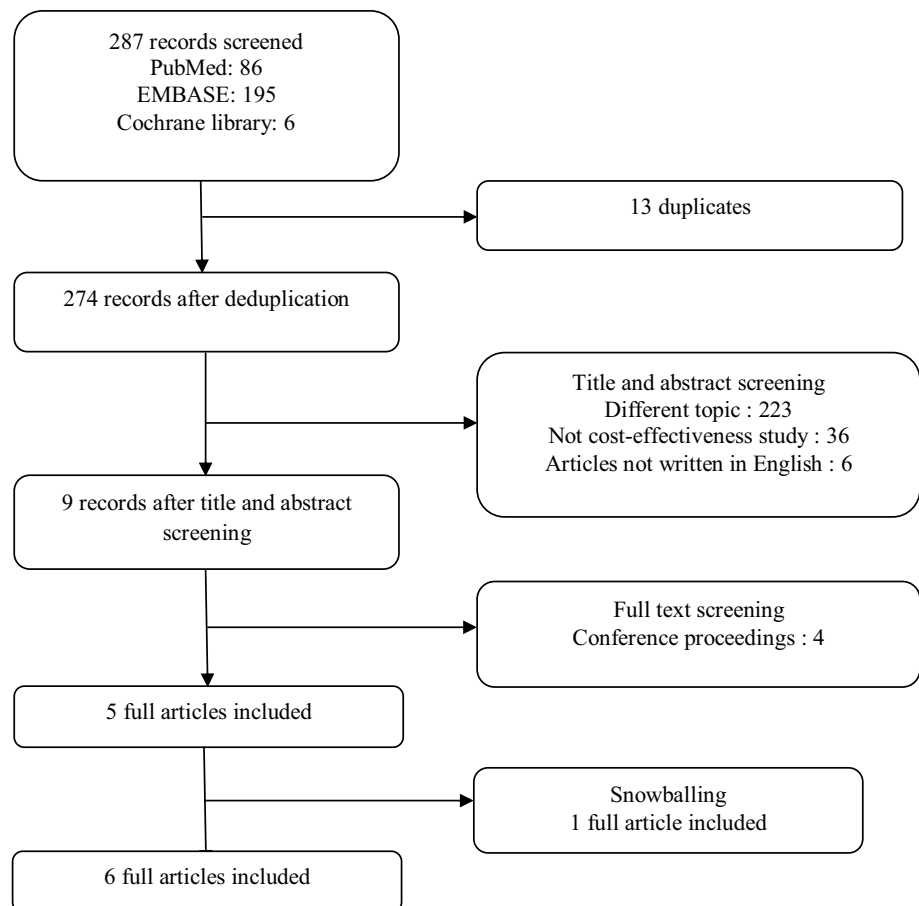 287 records screened
PubMed: 86
EMBASE: 195
Cochrane library: 6
13 duplicates
274 records after deduplication
Title and abstract screening
Different topic : 223
Not cost-effectiveness study : 36
Articles not written in English : 6
9 records after title and abstract
screening
Full text screening
Conference proceedings : 4
5 full articles included
Snowballing
1 full article included
6 full articles included